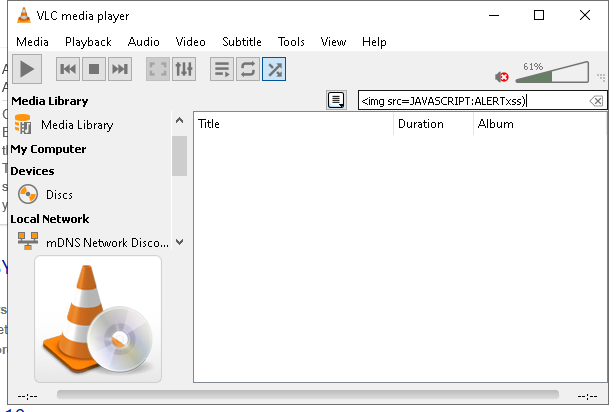 VLC media player
Media Playback Audio Video Subtitle Tools View Help
61%
Media Library
<img src=JAVASCRIPT:ALERTxss)
Media Library
Title Duration Album
My Computer
Devices
Discs
Local Network
mDNS Network Disco...
--:-- --:--